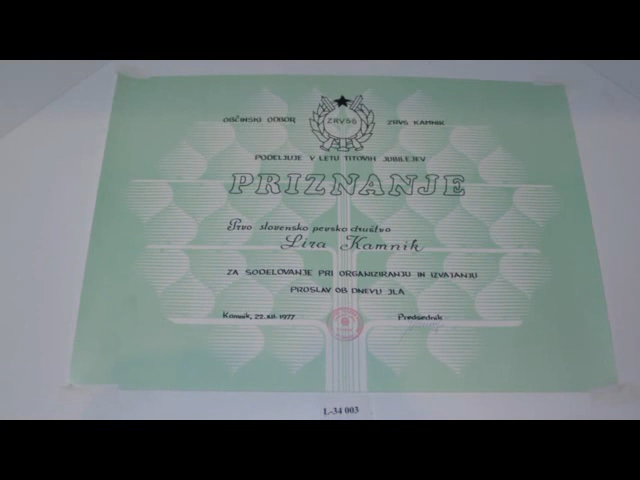 OBČINSKI ODBOR ZRVSS ZRVS KAMNIK
PODELJUJE V LETU TITOVIH JUBILEJEV
PRIZNANJE
Prvo slovensko pevsko društvo
Lira Kamnik
ZA SODELOVANJE PRI ORGANIZIRANJU IN IZVAJANJU
PROSLAV OB DNEVU JLA
Kamnik, 22. XII. 1977 Predsednik
L-34 003